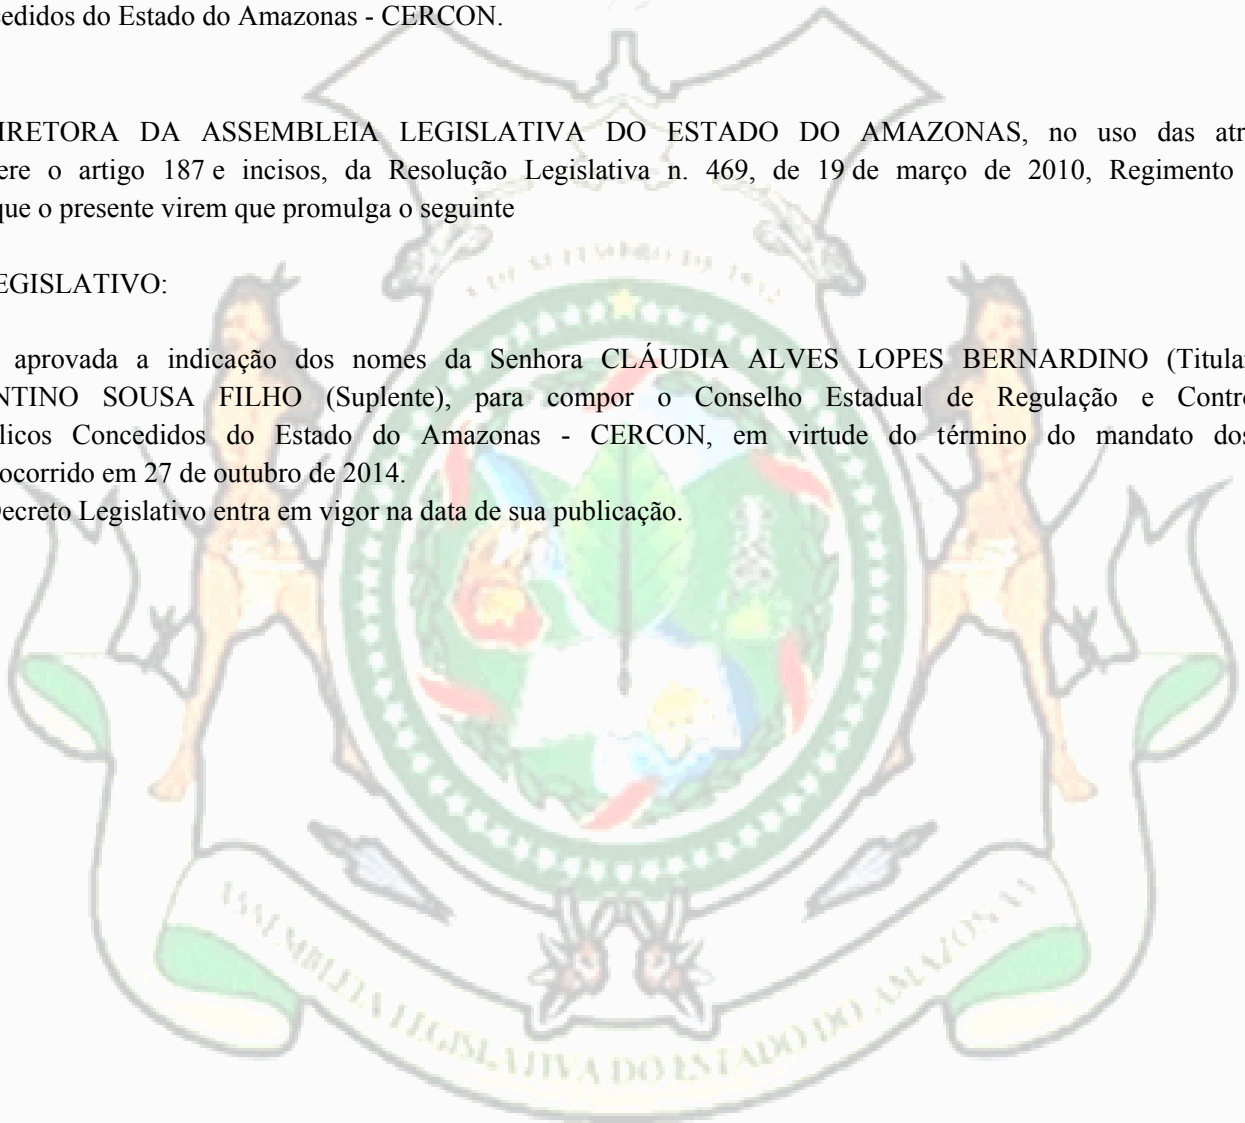 edidos do Estado do Amazonas - CERCON.
IRETORA DA ASSEMBLEIA LEGISLATIVA DO ESTADO DO AMAZONAS, no uso das atr
ere o artigo 187 e incisos, da Resolução Legislativa n. 469, de 19 de março de 2010, Regimento
que o presente virem que promulga o seguinte
EGISLATIVO:
aprovada a indicação dos nomes da Senhora CLÁUDIA ALVES LOPES BERNARDINO (Titula
NTINO SOUSA FILHO (Suplente), para compor o Conselho Estadual de Regulação e Contro
licos Concedidos do Estado do Amazonas - CERCON, em virtude do término do mandato dos
ocorrido em 27 de outubro de 2014.
Decreto Legislativo entra em vigor na data de sua publicação.
5 DE SETEMBRO DE 1852
ASSEMBLEIA LEGISLATIVA DO ESTADO DO AMAZONAS